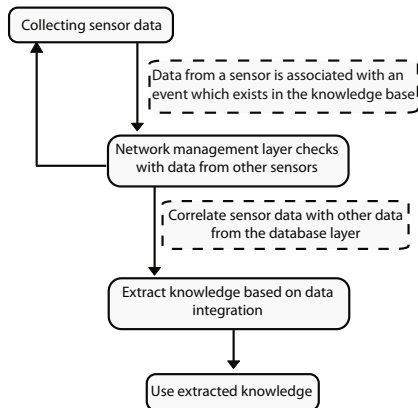 Collecting sensor data
Data from a sensor is associated with an
event which exists in the knowledge base
Network management layer checks
with data from other sensors
Correlate sensor data with other data
from the database layer
Extract knowledge based on data
integration
Use extracted knowledge